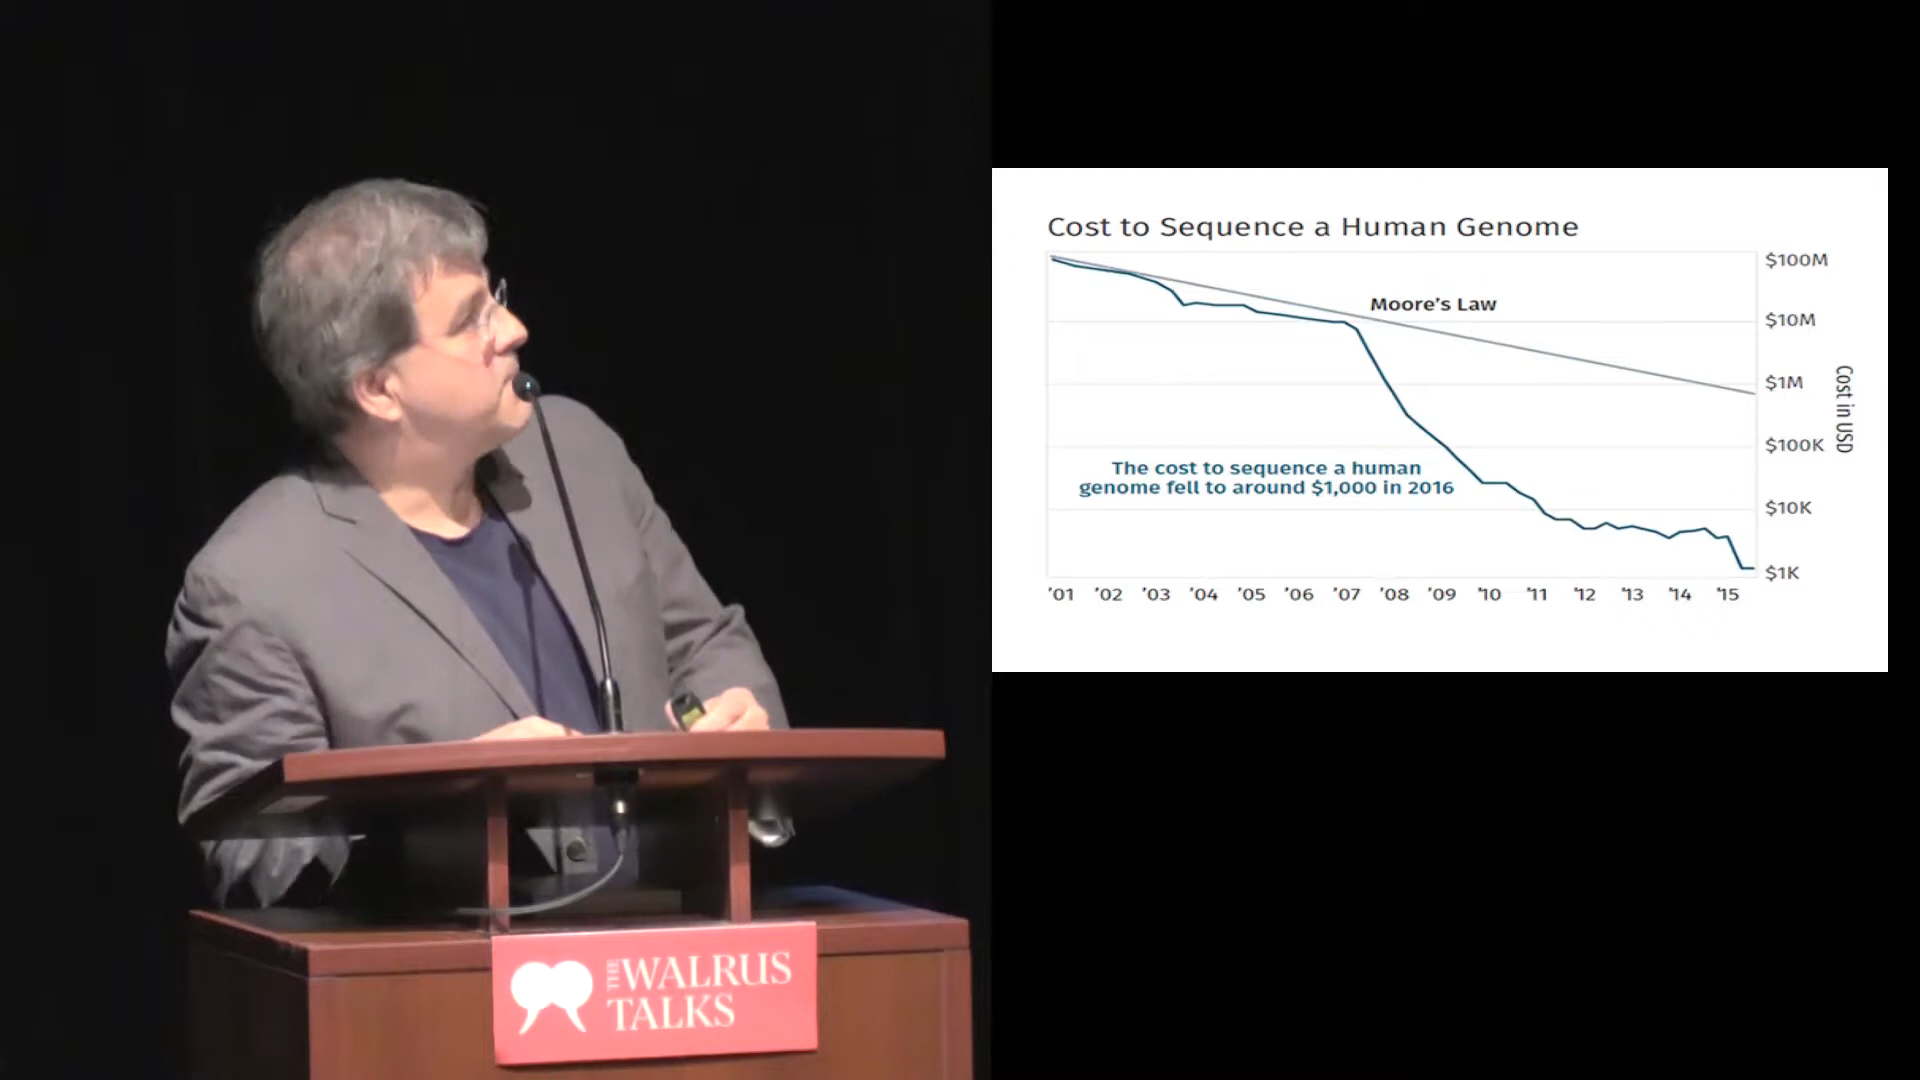 Cost to Sequence a Human Genome
$100M
Moore's Law
$10M
$1M
Cost in USD
$100K
The cost to sequence a human
genome fell to around $1,000 in 2016
$10K
$1K
'01 '02 '03 '04 '05 '06 '07 '08 '09 '10 '11 '12 '13 '14 '15
THE WALRUS
TALKS